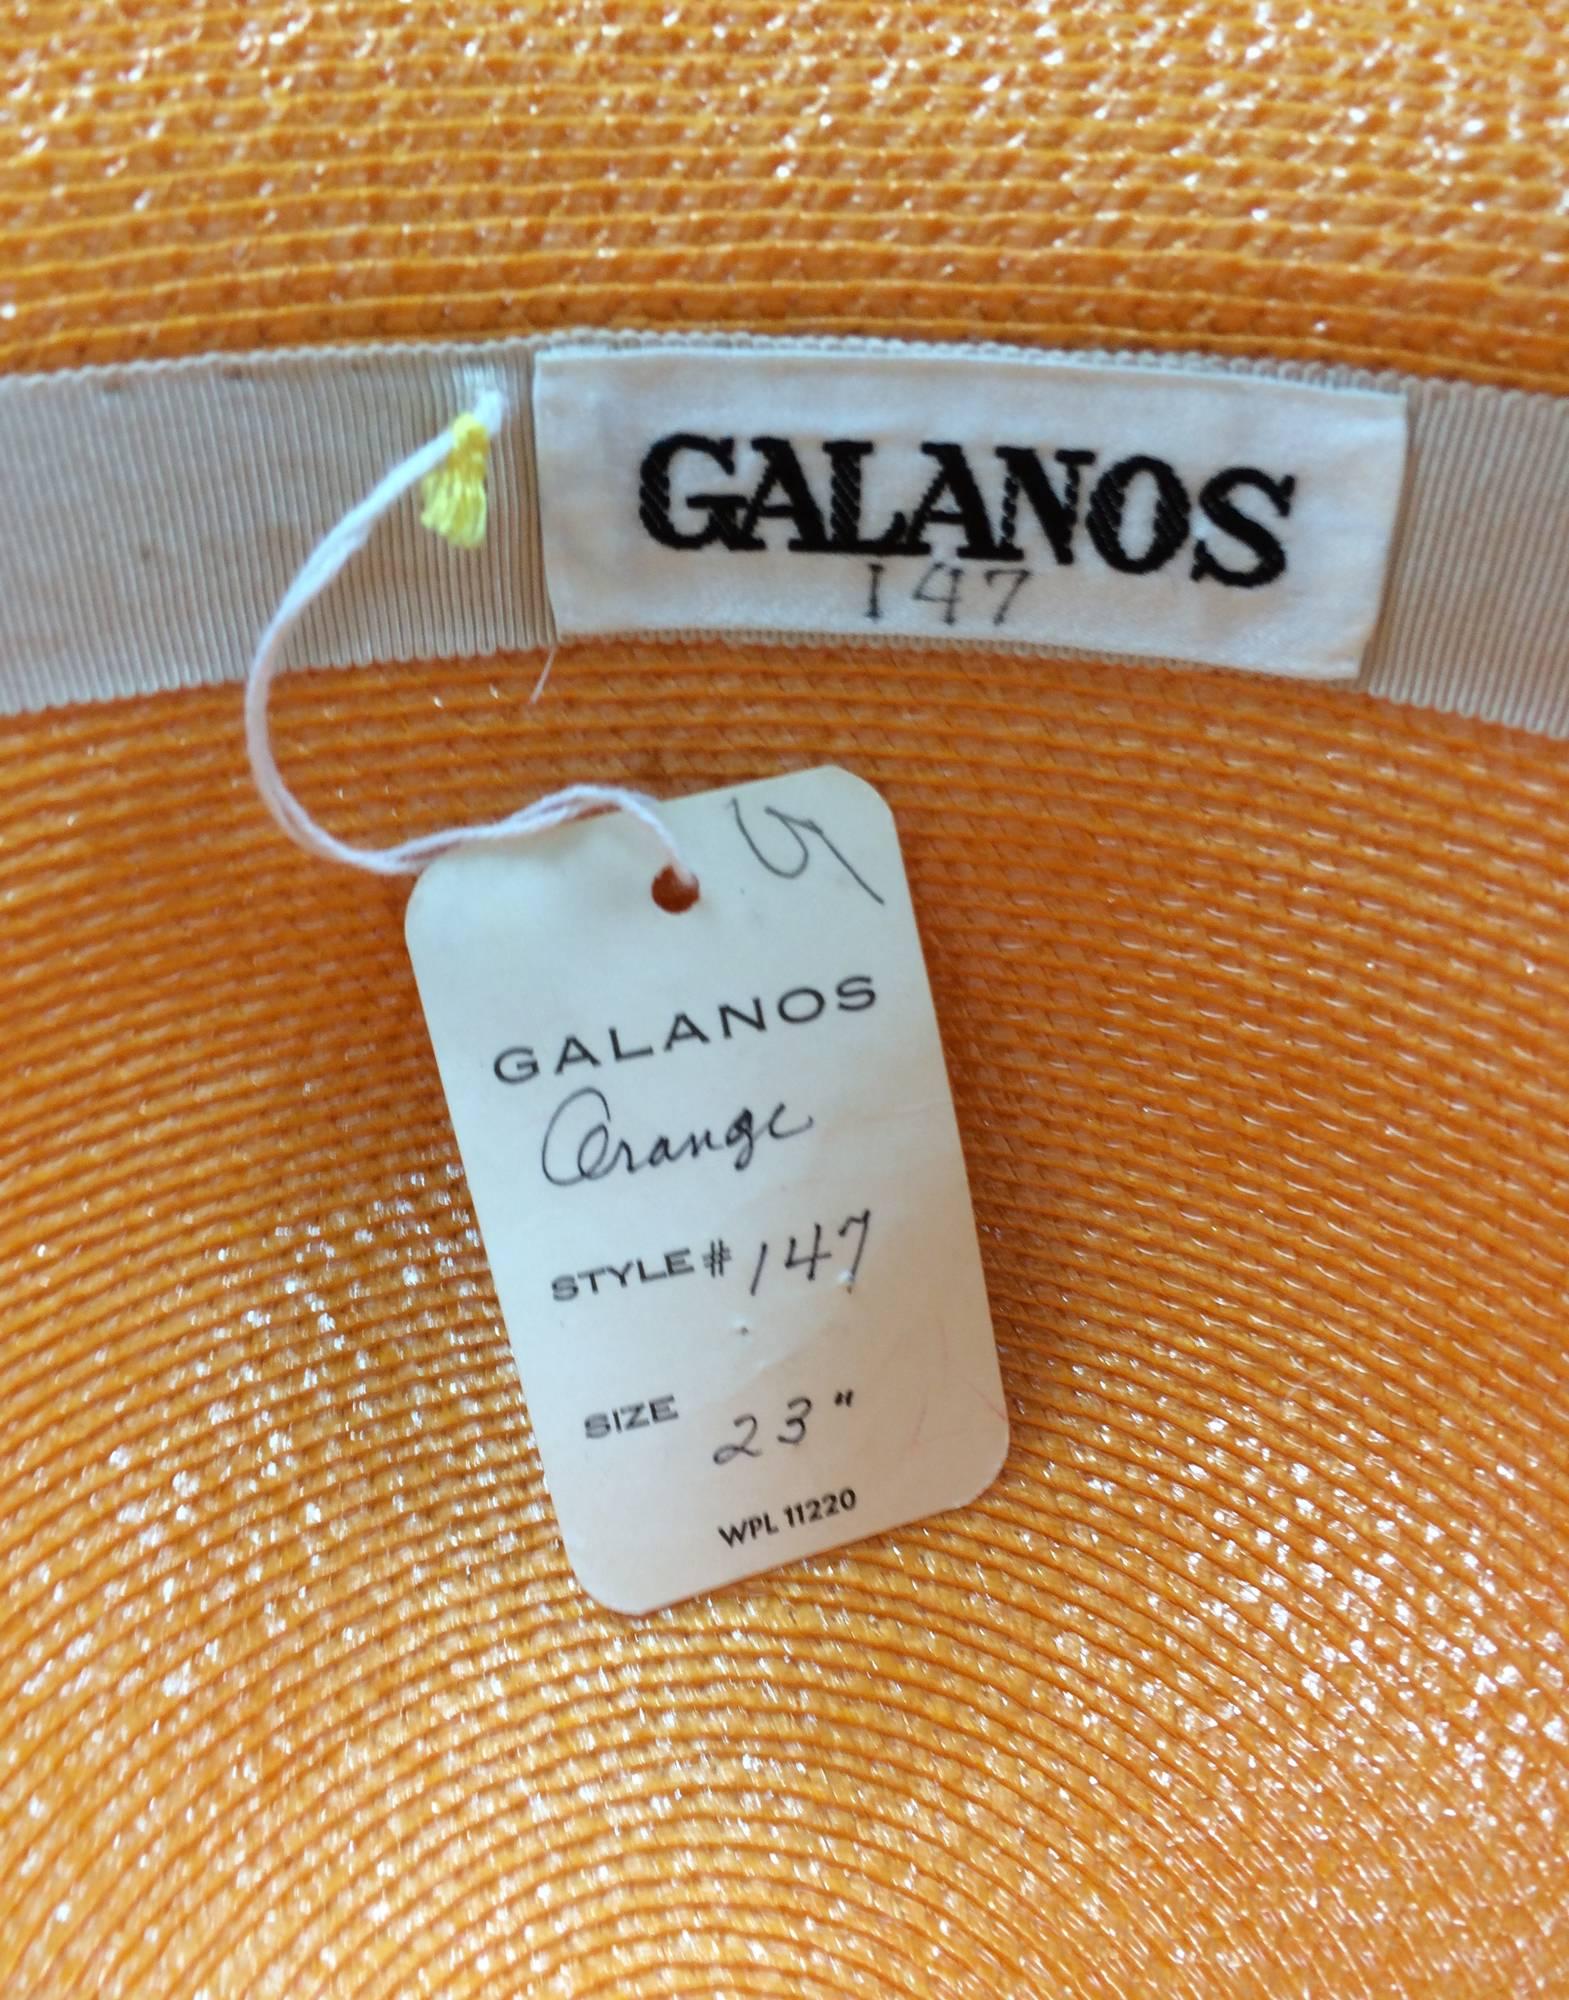 GALANOS
147
GALANOS
Orange
STYLE # 147
SIZE 23"
WPL 11220